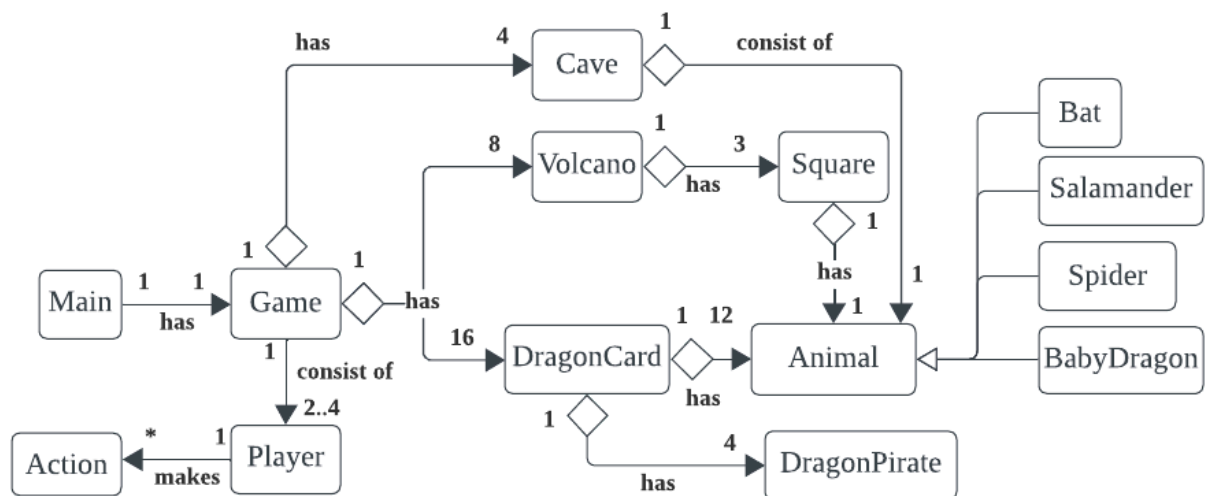 has
4
Cave
1
consist of
Bat
8
Volcano
1
has
3
Square
1
has
1
1
Salamander
Spider
BabyDragon
Main
1
1
has
1
Game
1
has
16
DragonCard
1
12
has
Animal
1
consist of
2..4
Player
1
*
makes
Action
1
4
has
DragonPirate